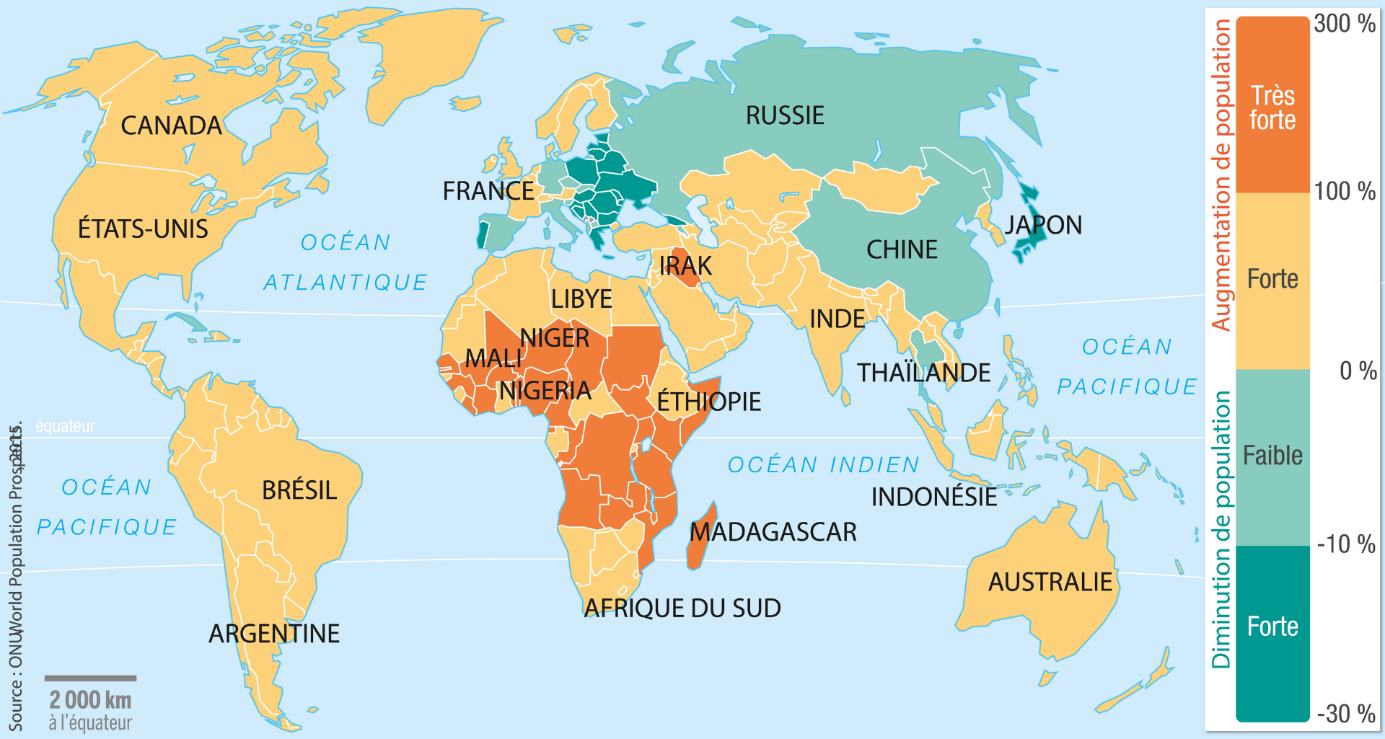 CANADA
RUSSIE
FRANCE
ÉTATS-UNIS
JAPON
OCÉAN
ATLANTIQUE
CHINE
IRAK
LIBYE
INDE
NIGER
MALI
NIGERIA
THAÏLANDE
ÉTHIOPIE
OCÉAN
PACIFIQUE
équateur
OCÉAN INDIEN
OCÉAN
PACIFIQUE
BRÉSIL
INDONÉSIE
MADAGASCAR
AUSTRALIE
AFRIQUE DU SUD
ARGENTINE
2 000 km
à l'équateur
Source : ONU, World Population Prospects.
Augmentation de population
Diminution de population
300 %
Très
forte
100 %
Forte
0 %
Faible
-10 %
Forte
-30 %